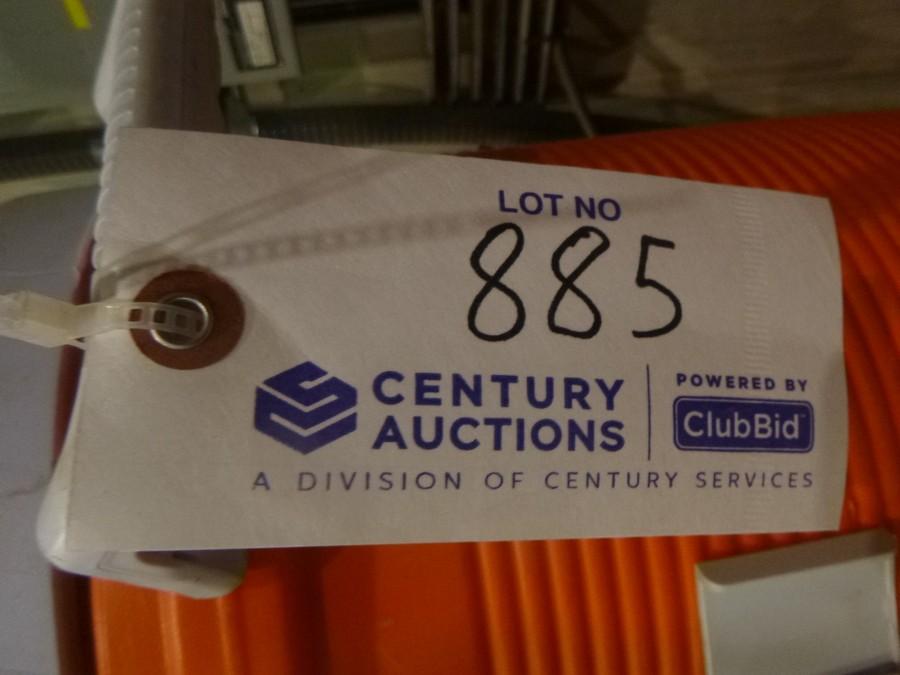 LOT NO
885
CENTURY
AUCTIONS
POWERED BY
ClubBid
A DIVISION OF CENTURY SERVICES